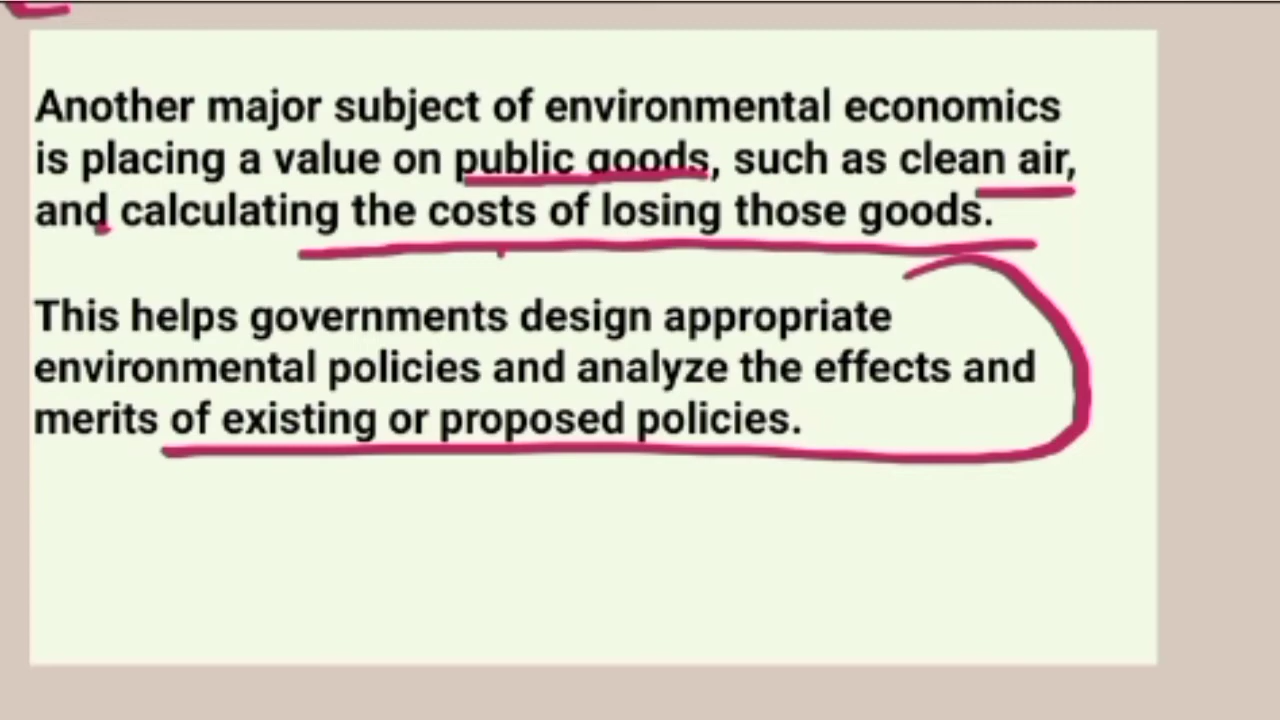 Another major subject of environmental economics
is placing a value on public goods, such as clean air,
and calculating the costs of losing those goods.
This helps governments design appropriate
environmental policies and analyze the effects and
merits of existing or proposed policies.